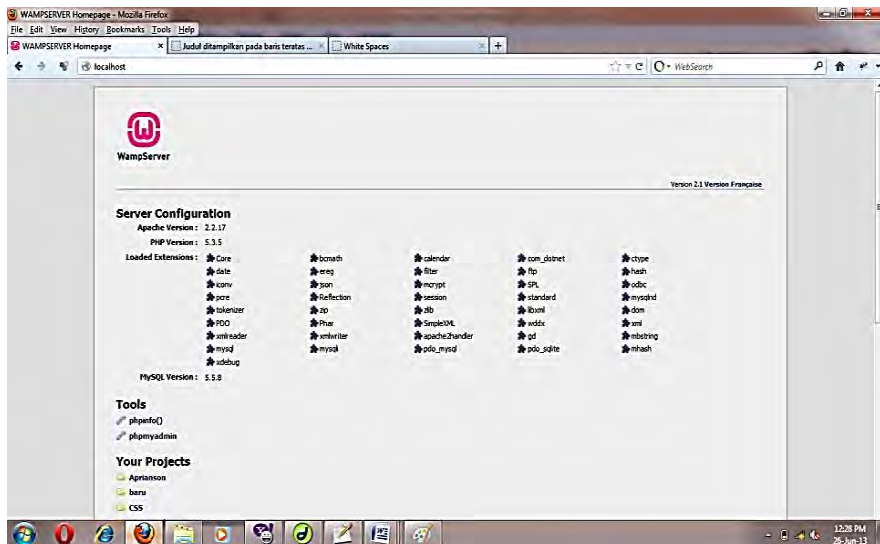 WAMPSERVER Homepage - Mozilla Firefox
File Edit View History Bookmarks Tools Help
WAMPSERVER Homepage × Judul ditampilkan pada baris teratas ... × White Spaces × +
localhost WebSearch
WampServer
Version 2.1 Version Française
Server Configuration
Apache Version : 2.2.17
PHP Version : 5.3.5
Loaded Extensions : Core bcmath calendar com_dotnet ctype
date ereg filter ftp hash
iconv json mcrypt SPL odbc
pcre Reflection session standard mysqlnd
tokenizer zip zlib libxml dom
PDO Phar SimpleXML wddx xml
xmlreader xmlwriter apache2handler gd mbstring
mysql mysqli pdo_mysql pdo_sqlite mhash
xdebug
MySQL Version : 5.5.8
Tools
phpinfo()
phpmyadmin
Your Projects
Aprianson
baru
CSS
12:28 PM
26-Jun-13